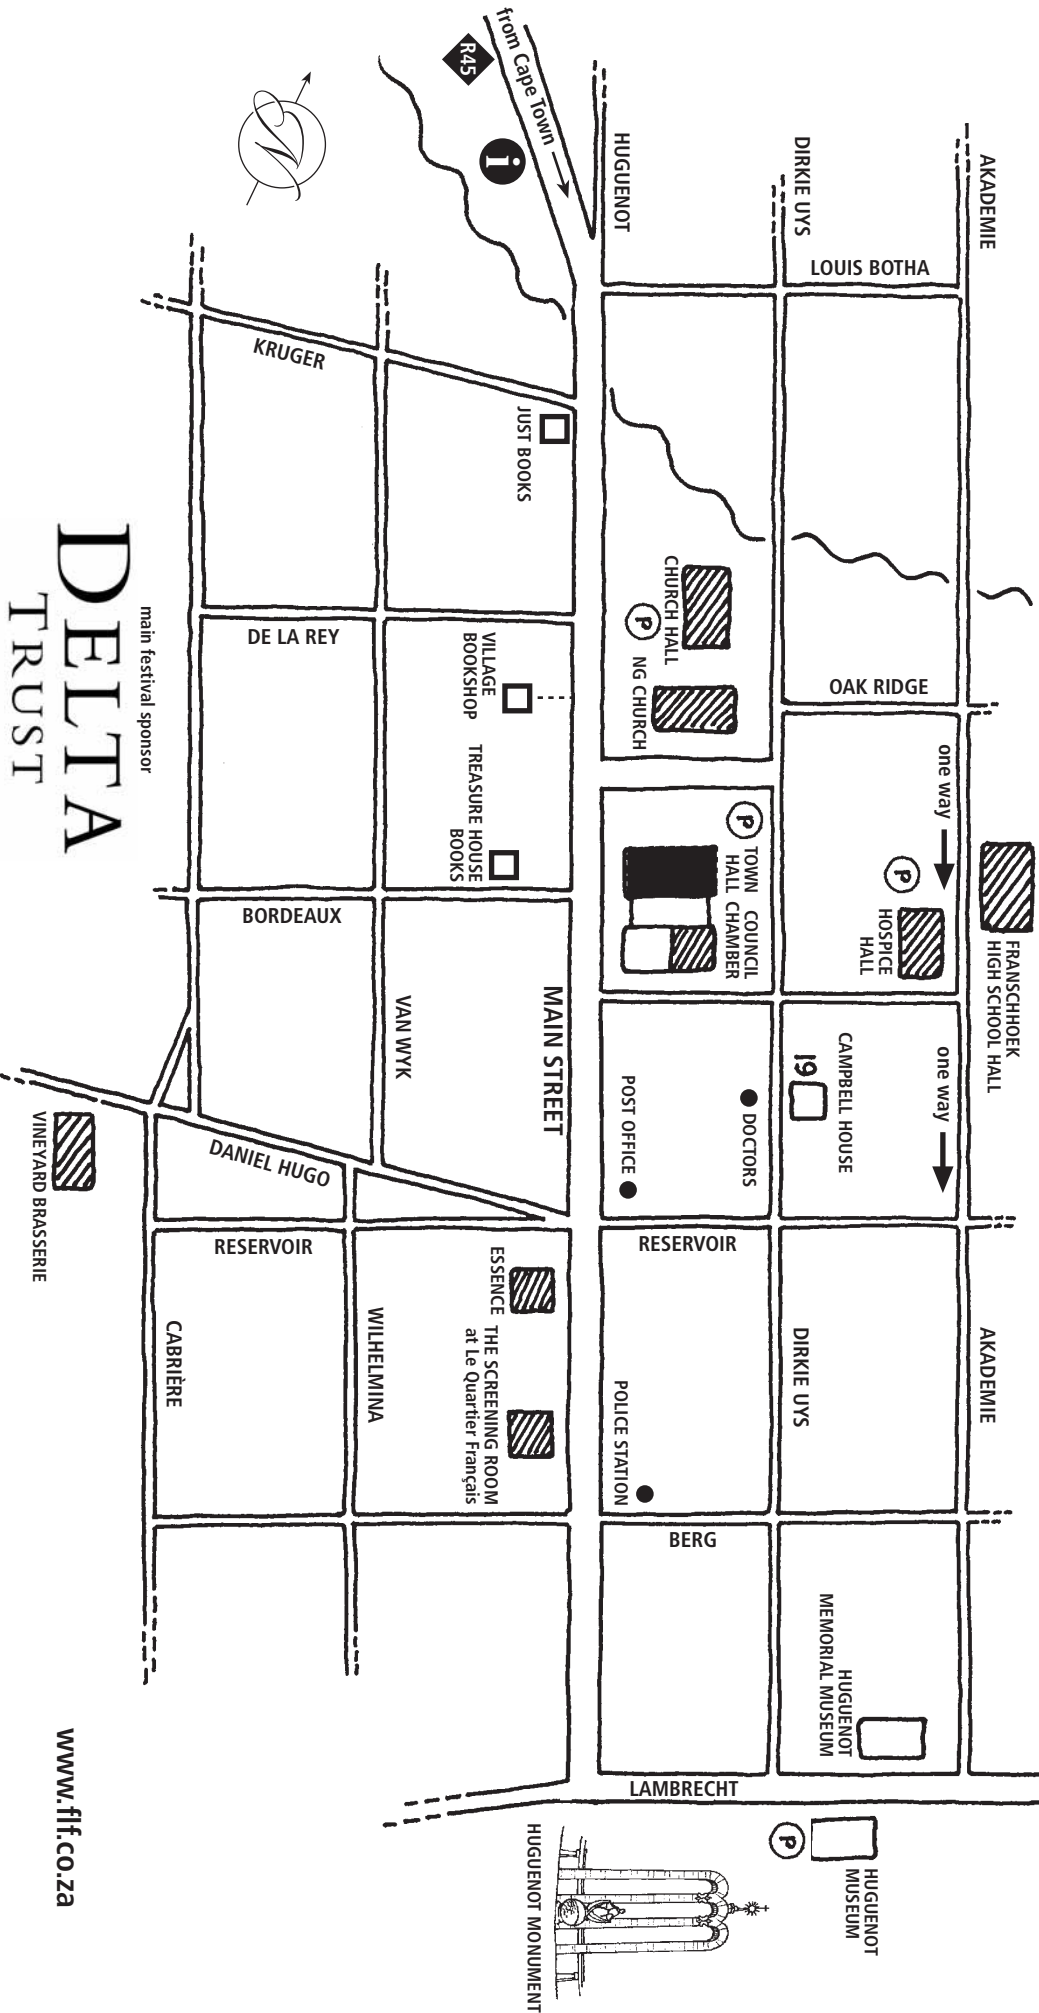 from Cape Town
R45
i
HUGUENOT
DIRKIE UYS
AKADEMIE
LOUIS BOTHA
KRUGER
JUST BOOKS
CHURCH HALL
P
NG CHURCH
DE LA REY
VILLAGE
BOOKSHOP
OAK RIDGE
TREASURE HOUSE
BOOKS
one way
P
TOWN
HALL
COUNCIL
CHAMBER
P
HOSPICE
HALL
FRANSCHHOEK
HIGH SCHOOL HALL
BORDEAUX
VAN WYK
MAIN STREET
POST OFFICE
DOCTORS
19
CAMPBELL HOUSE
one way
VINEYARD BRASSERIE
DANIEL HUGO
RESERVOIR
RESERVOIR
ESSENCE
THE SCREENING ROOM
at Le Quartier Français
CABRIÈRE
WILHELMINA
POLICE STATION
DIRKIE UYS
AKADEMIE
BERG
HUGUENOT
MEMORIAL MUSEUM
LAMBRECHT
P
HUGUENOT
MUSEUM
HUGUENOT MONUMENT
main festival sponsor
DELTA
TRUST
www.flf.co.za